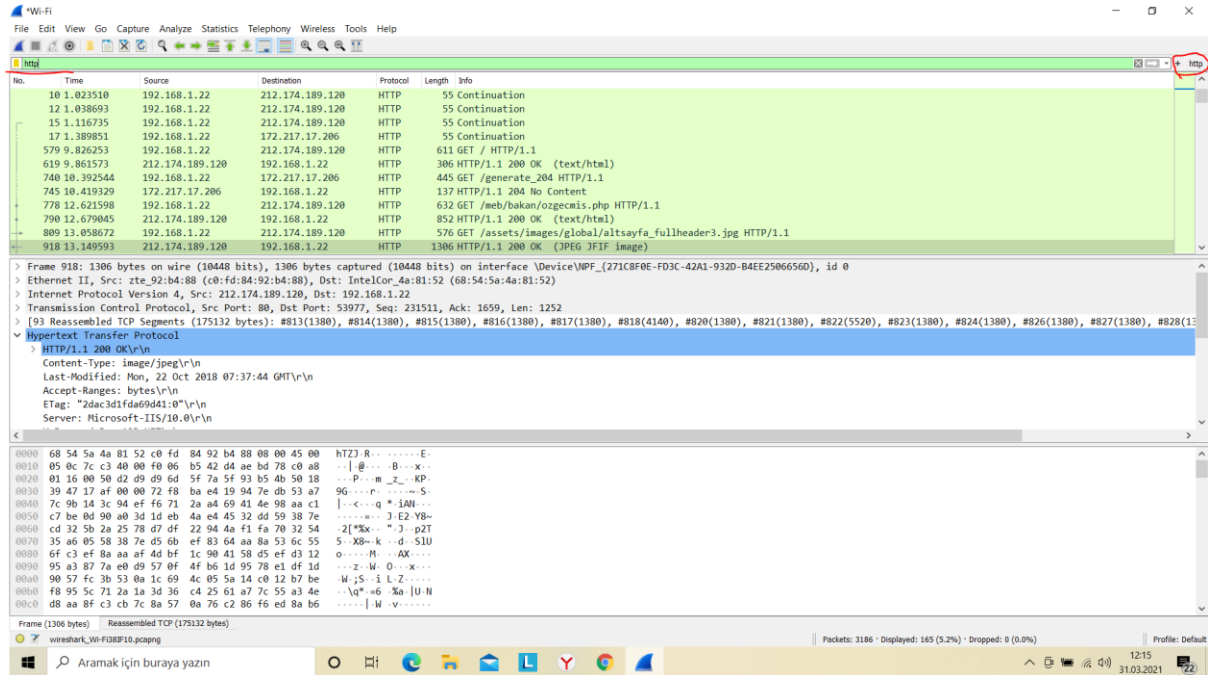 *Wi-Fi
File Edit View Go Capture Analyze Statistics Telephony Wireless Tools Help
http
+ http
No. Time Source Destination Protocol Length Info
10 1.023510 192.168.1.22 212.174.189.120 HTTP 55 Continuation
12 1.038693 192.168.1.22 212.174.189.120 HTTP 55 Continuation
15 1.116735 192.168.1.22 212.174.189.120 HTTP 55 Continuation
17 1.389851 192.168.1.22 172.217.17.206 HTTP 55 Continuation
579 9.826253 192.168.1.22 212.174.189.120 HTTP 611 GET / HTTP/1.1
619 9.861573 212.174.189.120 192.168.1.22 HTTP 306 HTTP/1.1 200 OK (text/html)
740 10.392544 192.168.1.22 172.217.17.206 HTTP 445 GET /generate_204 HTTP/1.1
745 10.419329 172.217.17.206 192.168.1.22 HTTP 137 HTTP/1.1 204 No Content
778 12.621598 192.168.1.22 212.174.189.120 HTTP 632 GET /meb/bakan/ozgecmis.php HTTP/1.1
790 12.679045 212.174.189.120 192.168.1.22 HTTP 852 HTTP/1.1 200 OK (text/html)
809 13.058672 192.168.1.22 212.174.189.120 HTTP 576 GET /assets/images/global/altsayfa_fullheader3.jpg HTTP/1.1
918 13.149593 212.174.189.120 192.168.1.22 HTTP 1306 HTTP/1.1 200 OK (JPEG JFIF image)
> Frame 918: 1306 bytes on wire (10448 bits), 1306 bytes captured (10448 bits) on interface \Device\NPF_{271C8F0E-FD3C-42A1-932D-B4EE2506656D}, id 0
> Ethernet II, Src: zte_92:b4:88 (c0:fd:84:92:b4:88), Dst: IntelCor_4a:81:52 (68:54:5a:4a:81:52)
> Internet Protocol Version 4, Src: 212.174.189.120, Dst: 192.168.1.22
> Transmission Control Protocol, Src Port: 80, Dst Port: 53977, Seq: 231511, Ack: 1659, Len: 1252
> [93 Reassembled TCP Segments (175132 bytes): #813(1380), #814(1380), #815(1380), #816(1380), #817(1380), #818(4140), #820(1380), #821(1380), #822(5520), #823(1380), #824(1380), #826(1380), #827(1380), #828(13
Hypertext Transfer Protocol
> HTTP/1.1 200 OK\r\n
Content-Type: image/jpeg\r\n
Last-Modified: Mon, 22 Oct 2018 07:37:44 GMT\r\n
Accept-Ranges: bytes\r\n
ETag: "2dac3d1fda69d41:0"\r\n
Server: Microsoft-IIS/10.0\r\n
0000 68 54 5a 4a 81 52 c0 fd 84 92 b4 88 08 00 45 00 hTZJ·R·· ······E·
0010 05 0c 7c c3 40 00 f0 06 b5 42 d4 ae bd 78 c0 a8 ··|·@··· ·B···x··
0020 01 16 00 50 d2 d9 d9 6d 5f 7a 5f 93 b5 4b 50 18 ···P···m _z_··KP·
0030 39 47 17 af 00 00 72 f8 ba e4 19 94 7e db 53 a7 9G····r· ····~·S·
0040 7c 9b 14 3c 94 ef f6 71 2a a4 69 41 4e 98 aa c1 |··<···q *·iAN···
0050 c7 be 0d 90 a0 3d 1d eb 4a e4 45 32 dd 59 38 7e ·····=·· J·E2·Y8~
0060 cd 32 5b 2a 25 78 d7 df 22 94 4a f1 fa 70 32 54 ·2[*%x·· "·J··p2T
0070 35 a6 05 58 38 7e d5 6b ef 83 64 aa 8a 53 6c 55 5··X8~·k ··d··SlU
0080 6f c3 ef 8a aa af 4d bf 1c 90 41 58 d5 ef d3 12 o·····M· ··AX····
0090 95 a3 87 7a e0 d9 57 0f 4f b6 1d 95 78 e1 df 1d ···z··W· O···x···
00a0 90 57 fc 3b 53 0a 1c 69 4c 05 5a 14 c0 12 b7 be ·W·;S··i L·Z·····
00b0 f8 95 5c 71 2a 1a 3d 36 c4 25 61 a7 7c 55 a3 4e ··\q*·=6 ·%a·|U·N
00c0 d8 aa 8f c3 cb 7c 8a 57 0a 76 c2 86 f6 ed 8a b6 ·····|·W ·v······
Frame (1306 bytes) Reassembled TCP (175132 bytes)
wireshark_Wi-Fi38IF10.pcapng Packets: 3186 · Displayed: 165 (5.2%) · Dropped: 0 (0.0%) Profile: Default
Aramak için buraya yazın
12:15
31.03.2021
22